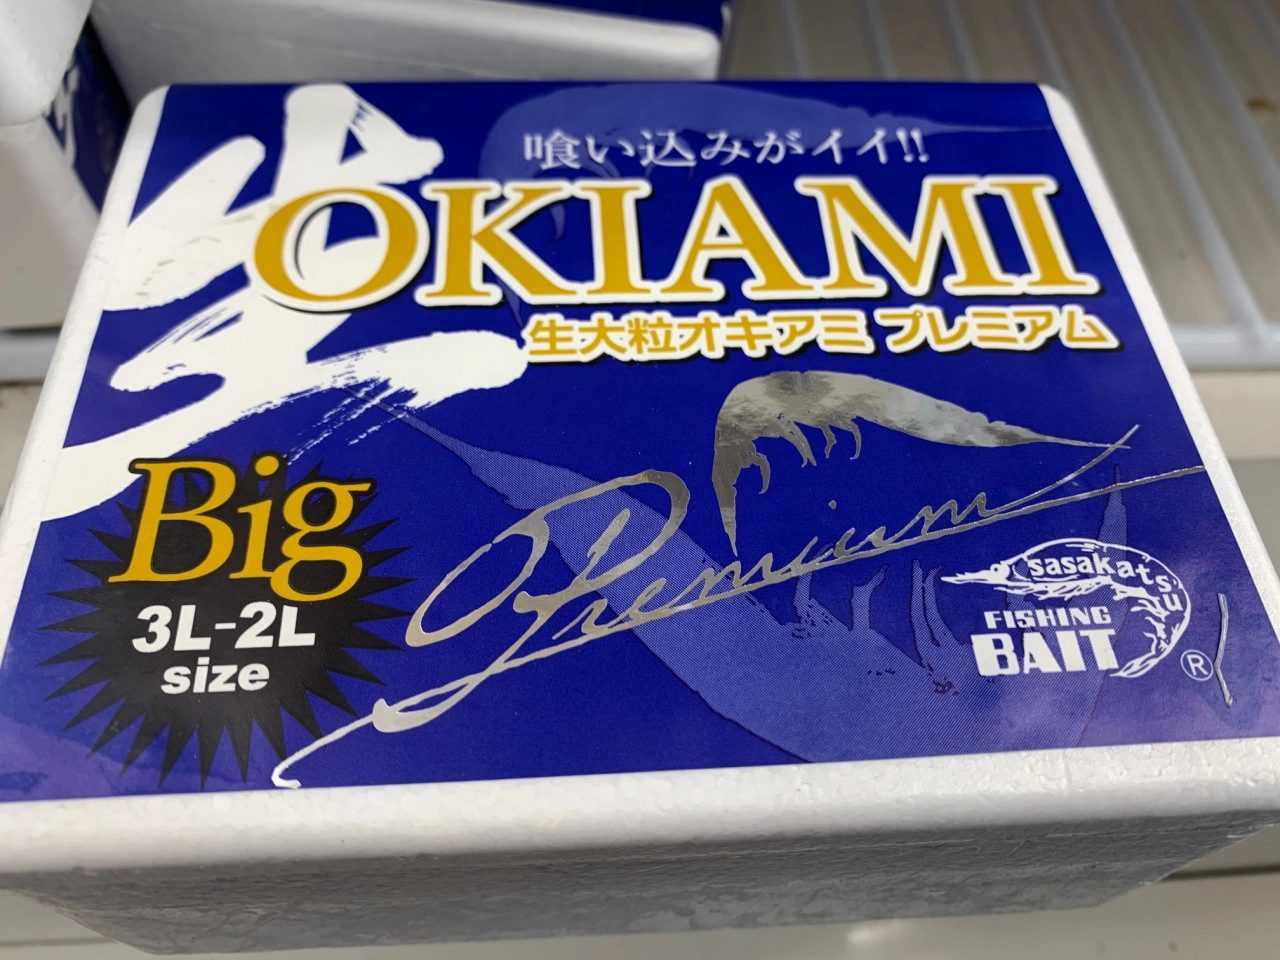 生
喰い込みがイイ!!
OKIAMI
生大粒オキアミ プレミアム
Big
3L-2L
size
Premium
sasakatsu
FISHING
BAIT
®